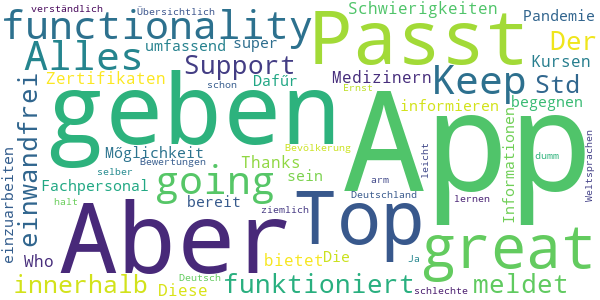 verständlich
Übersichtlich
Schwierigkeiten
Pandemie
functionality
Passt
Der
Alles
umfassend
super
Support
Kursen
Zertifikaten
Dafür
Medizinern
Keep
Std
geben
App
schon
Ernst
informieren
begegnen
einwandfrei
Möglichkeit
Bevölkerung
Informationen
Weltsprachen
leicht
dumm
einzuarbeiten
Bewertungen
Thanks
selber
going
sein
arm
Fachpersonal
Top
Deutschland
lernen
halt
Aber
bereit
ziemlich
Ja
great
Who
bietet
Die
innerhalb
Deutsch
Diese
funktioniert
schlechte
meldet